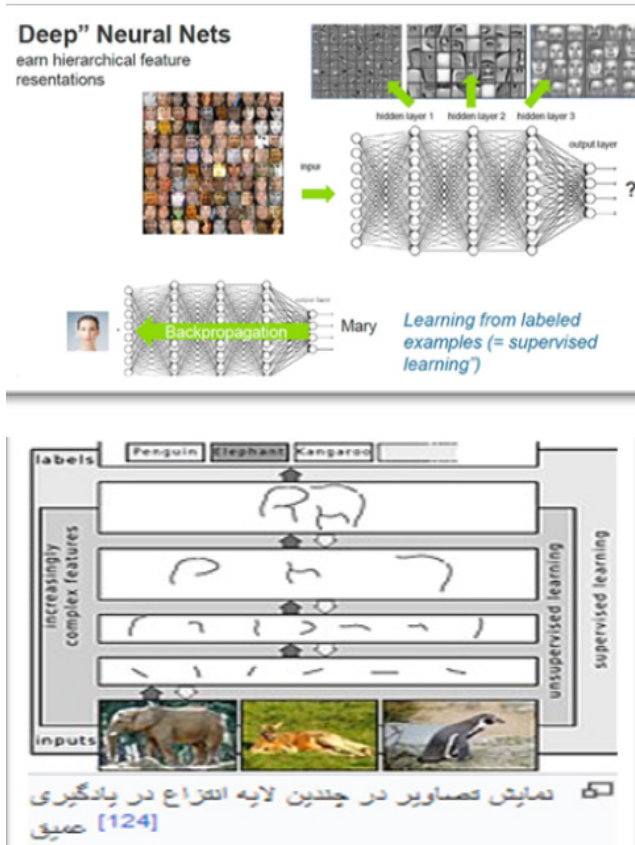 Deep” Neural Nets
earn hierarchical feature
resentations
hidden layer 1 hidden layer 2 hidden layer 3
output layer
input
?
output layer
Backpropagation
Mary
Learning from labeled
examples (= supervised
learning”)
labels
Penguin Elephant Kangaroo
increasingly
complex features
unsupervised learning
supervised learning
inputs
نمایش تصاویر در چندین لایه انتزاع در یادگیری
عمیق [124]